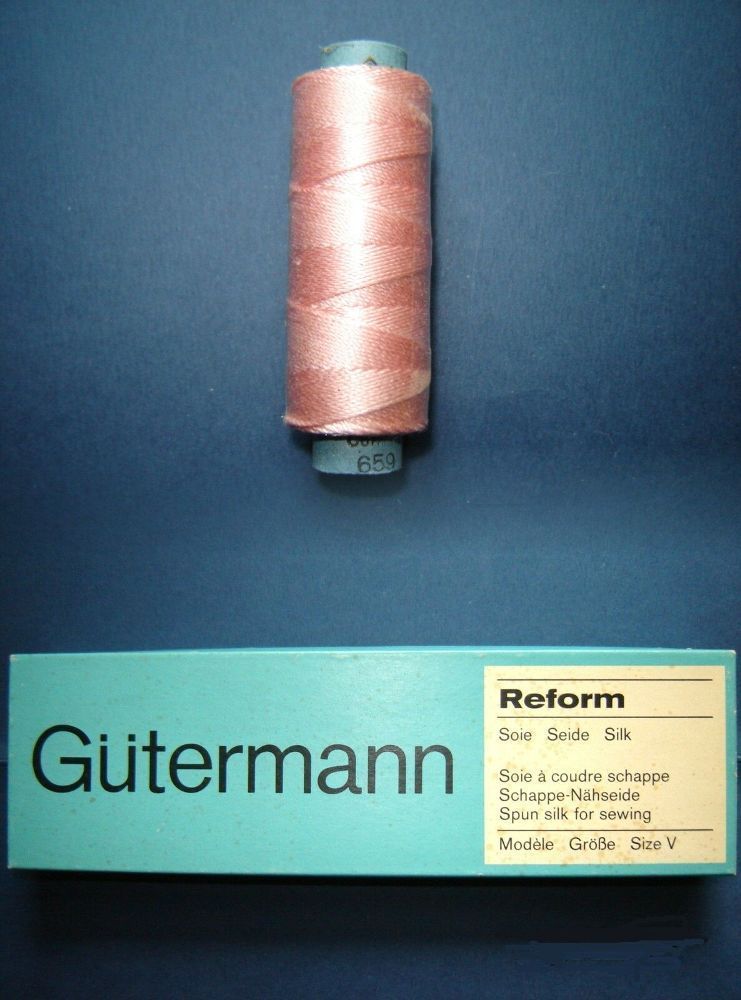 659
Gütermann
Reform
Soie Seide Silk
Soie à coudre schappe
Schappe-Nähseide
Spun silk for sewing
Modèle Größe Size V